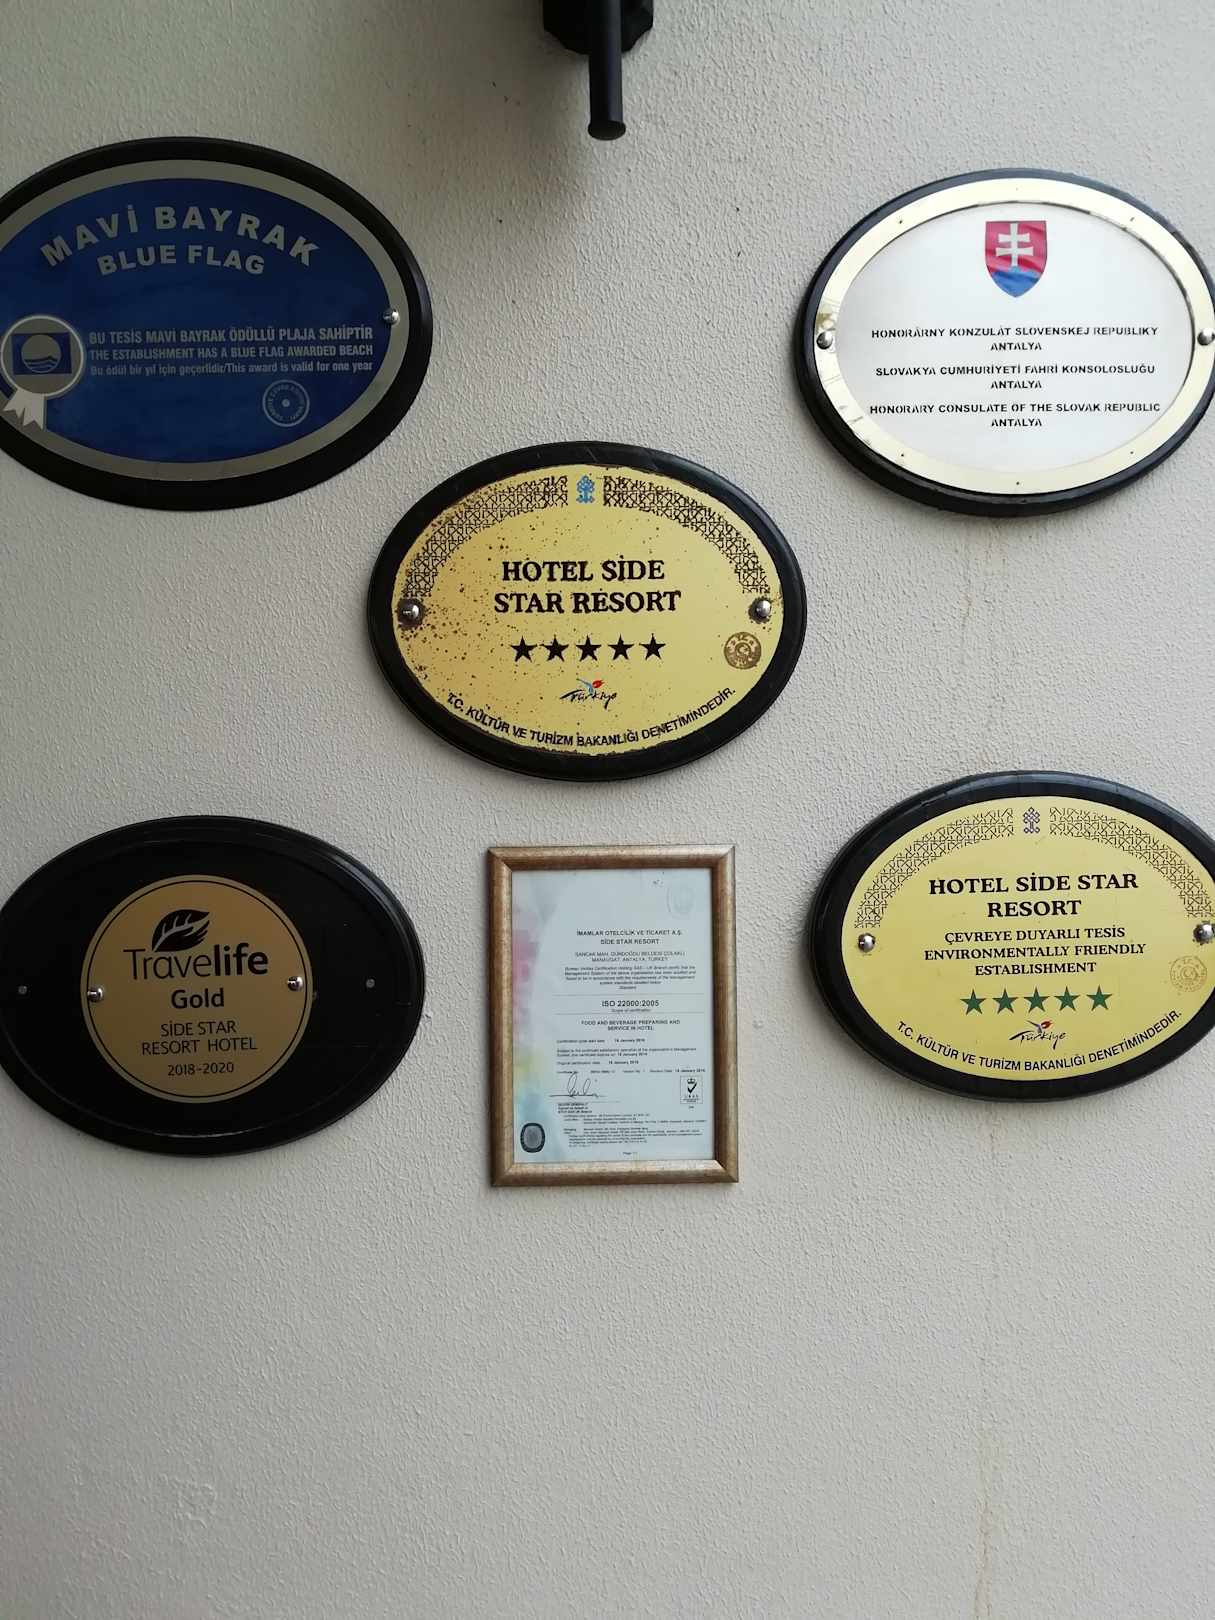 MAVİ BAYRAK
BLUE FLAG
BU TESİS MAVİ BAYRAK ÖDÜLLÜ PLAJA SAHİPTİR
THE ESTABLISHMENT HAS A BLUE FLAG AWARDED BEACH
Bu ödül bir yıl için geçerlidir/This award is valid for one year
HONORÁRNY KONZULÁT SLOVENSKEJ REPUBLIKY
ANTALYA
SLOVAKYA CUMHURİYETİ FAHRİ KONSOLOSLUĞU
ANTALYA
HONORARY CONSULATE OF THE SLOVAK REPUBLIC
ANTALYA
HOTEL SİDE
STAR RESORT
★★★★★
Türkiye
T.C. KÜLTÜR VE TURİZM BAKANLIĞI DENETİMİNDEDİR.
Travelife
Gold
SİDE STAR
RESORT HOTEL
2018-2020
İMAMLAR OTELCİLİK VE TİCARET A.Ş.
SİDE STAR RESORT
ISO 22000:2005
Scope of certification
FOOD AND BEVERAGE PREPARING AND
SERVICE IN HOTEL
HOTEL SİDE STAR
RESORT
ÇEVREYE DUYARLI TESİS
ENVIRONMENTALLY FRIENDLY
ESTABLISHMENT
★★★★★
Türkiye
T.C. KÜLTÜR VE TURİZM BAKANLIĞI DENETİMİNDEDİR.